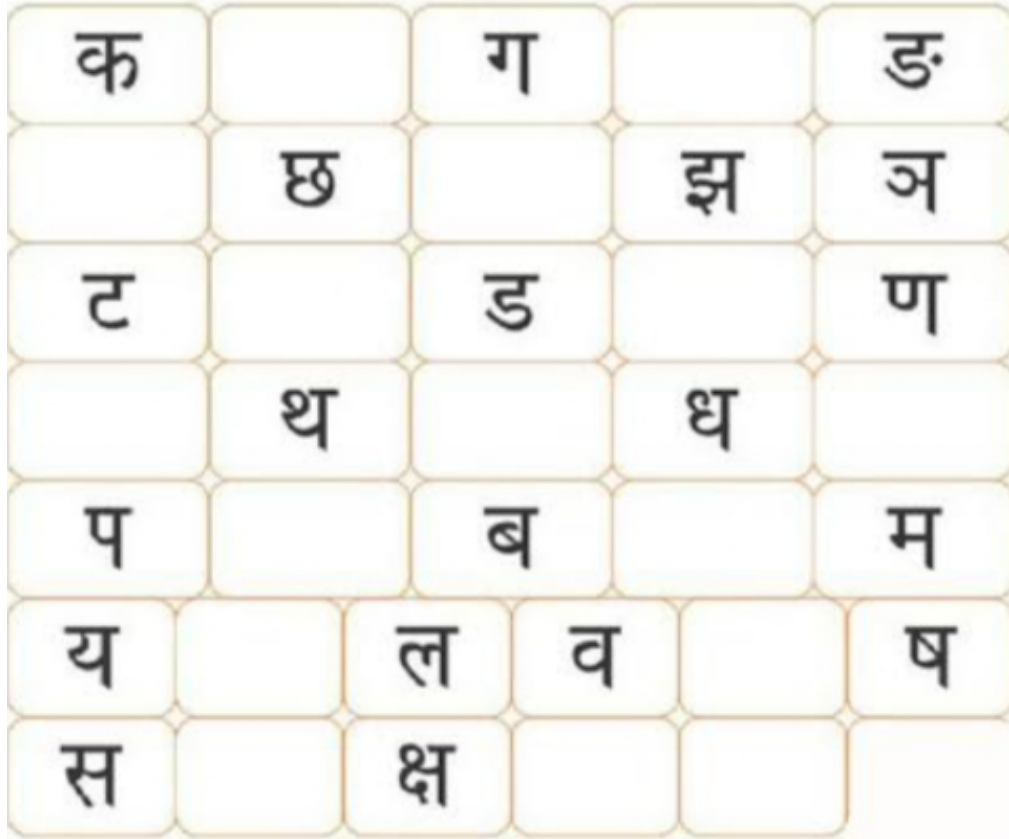 क ग ङ
छ झ ञ
ट ड ण
थ ध
प ब म
य ल व ष
स क्ष